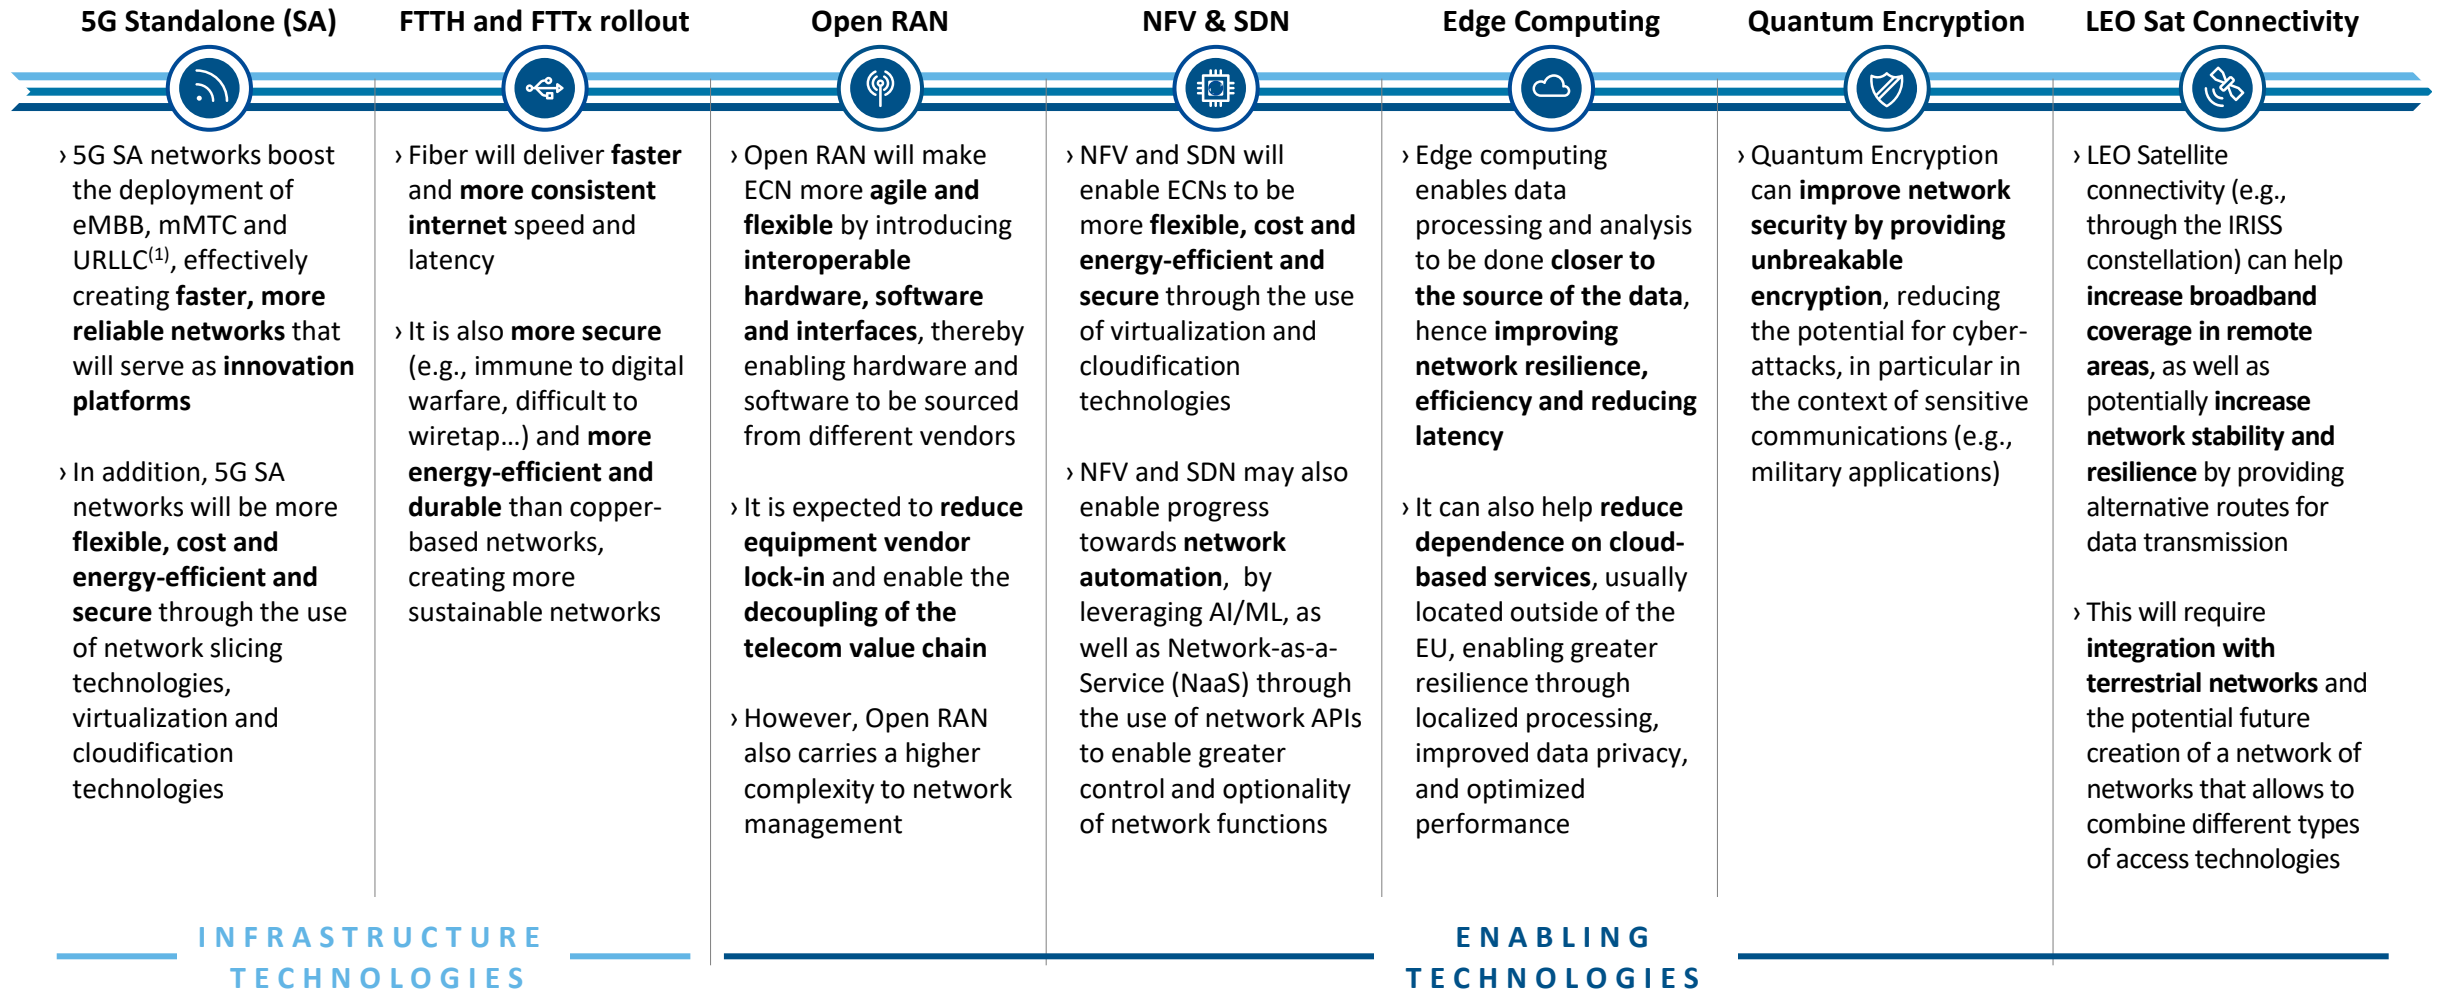 5G Standalone (SA)
› 5G SA networks boost
the deployment of
eMBB, mMTC and
URLLC(1), effectively
creating faster, more
reliable networks that
will serve as innovation
platforms
› In addition, 5G SA
networks will be more
flexible, cost and
energy-efficient and
secure through the use
of network slicing
technologies,
virtualization and
cloudification
technologies
FTTH and FTTx rollout
› Fiber will deliver faster
and more consistent
internet speed and
latency
› It is also more secure
(e.g., immune to digital
warfare, difficult to
wiretap...) and more
energy-efficient and
durable than copper-
based networks,
creating more
sustainable networks
Open RAN
› Open RAN will make
ECN more agile and
flexible by introducing
interoperable
hardware, software
and interfaces, thereby
enabling hardware and
software to be sourced
from different vendors
› It is expected to reduce
equipment vendor
lock-in and enable the
decoupling of the
telecom value chain
› However, Open RAN
also carries a higher
complexity to network
management
NFV & SDN
› NFV and SDN will
enable ECNs to be
more flexible, cost and
energy-efficient and
secure through the use
of virtualization and
cloudification
technologies
› NFV and SDN may also
enable progress
towards network
automation, by
leveraging AI/ML, as
well as Network-as-a-
Service (NaaS) through
the use of network APIs
to enable greater
control and optionality
of network functions
Edge Computing
› Edge computing
enables data
processing and analysis
to be done closer to
the source of the data,
hence improving
network resilience,
efficiency and reducing
latency
› It can also help reduce
dependence on cloud-
based services, usually
located outside of the
EU, enabling greater
resilience through
localized processing,
improved data privacy,
and optimized
performance
Quantum Encryption
› Quantum Encryption
can improve network
security by providing
unbreakable
encryption, reducing
the potential for cyber-
attacks, in particular in
the context of sensitive
communications (e.g.,
military applications)
LEO Sat Connectivity
› LEO Satellite
connectivity (e.g.,
through the IRISS
constellation) can help
increase broadband
coverage in remote
areas, as well as
potentially increase
network stability and
resilience by providing
alternative routes for
data transmission
› This will require
integration with
terrestrial networks and
the potential future
creation of a network of
networks that allows to
combine different types
of access technologies
INFRASTRUCTURE
TECHNOLOGIES
ENABLING
TECHNOLOGIES